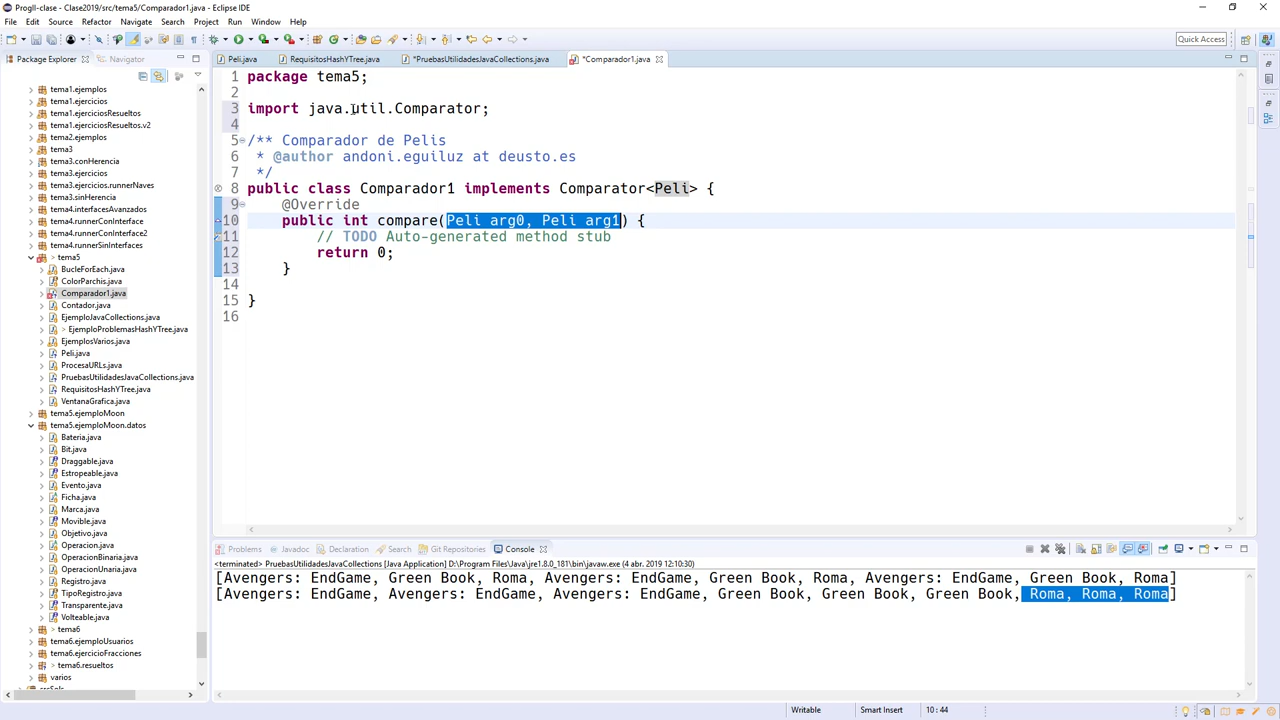 ProgII-clase - Clase2019/src/tema5/Comparador1.java - Eclipse IDE
File Edit Source Refactor Navigate Search Project Run Window Help
Quick Access
Package Explorer Navigator
Peli.java RequisitosHashYTree.java *PruebasUtilidadesJavaCollections.java *Comparador1.java
tema1.ejemplos
tema1.ejercicios
tema1.ejerciciosResueltos
tema1.ejerciciosResueltos.v2
tema2.ejemplos
tema3
tema3.conHerencia
tema3.ejercicios
tema3.ejercicios.runnerNaves
tema3.sinHerencia
tema4.interfacesAvanzado
tema4.runConInterface
tema4.runConInterface2
tema4.runSinInterfaces
tema5
BucleForEach.java
ColorParchis.java
Comparador1.java
Contador.java
EjemploJavaCollections.java
> EjemploProblemasHashYTree.java
EjemplosVarios.java
Peli.java
ProcesaURLs.java
PruebasUtilidadesJavaCollections.java
RequisitosHashYTree.java
VentanaGrafica.java
tema5.ejemploMoon
tema5.ejemploMoon.datos
Bateria.java
Bit.java
Draggable.java
Estropeable.java
Evento.java
Ficha.java
Marca.java
Movible.java
Objetivo.java
Operacion.java
OperacionBinaria.java
OperacionUnaria.java
Registro.java
TipoRegistro.java
Transparente.java
Volteable.java
> tema6
tema6.ejemploUsuarios
tema6.ejercicioFracciones
> tema6.resueltos
varios
1 package tema5;
2
3 import java.util.Comparator;
4
5 /** Comparador de Pelis
6 * @author andoni.eguiluz at deusto.es
7 */
8 public class Comparador1 implements Comparator<Peli> {
9 @Override
10 public int compare(Peli arg0, Peli arg1) {
11 // TODO Auto-generated method stub
12 return 0;
13 }
14
15 }
16
Problems Javadoc Declaration Search Git Repositories Console
<terminated> PruebasUtilidadesJavaCollections [Java Application] D:\Program Files\Java\jre1.8.0_181\bin\javaw.exe (4 abr. 2019 12:10:30)
[Avengers: EndGame, Green Book, Roma, Avengers: EndGame, Green Book, Roma, Avengers: EndGame, Green Book, Roma]
[Avengers: EndGame, Avengers: EndGame, Avengers: EndGame, Green Book, Green Book, Green Book, Roma, Roma, Roma]
Writable Smart Insert 10 : 44